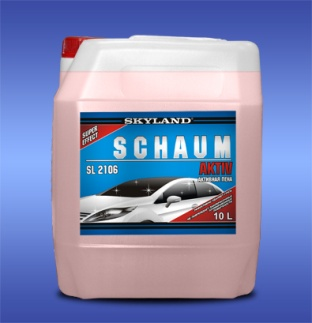 SKYLAND
SUPER
EFFECT
SCHAUM
SL 2106
AKTIV
АКТИВНАЯ ПЕНА
10 L